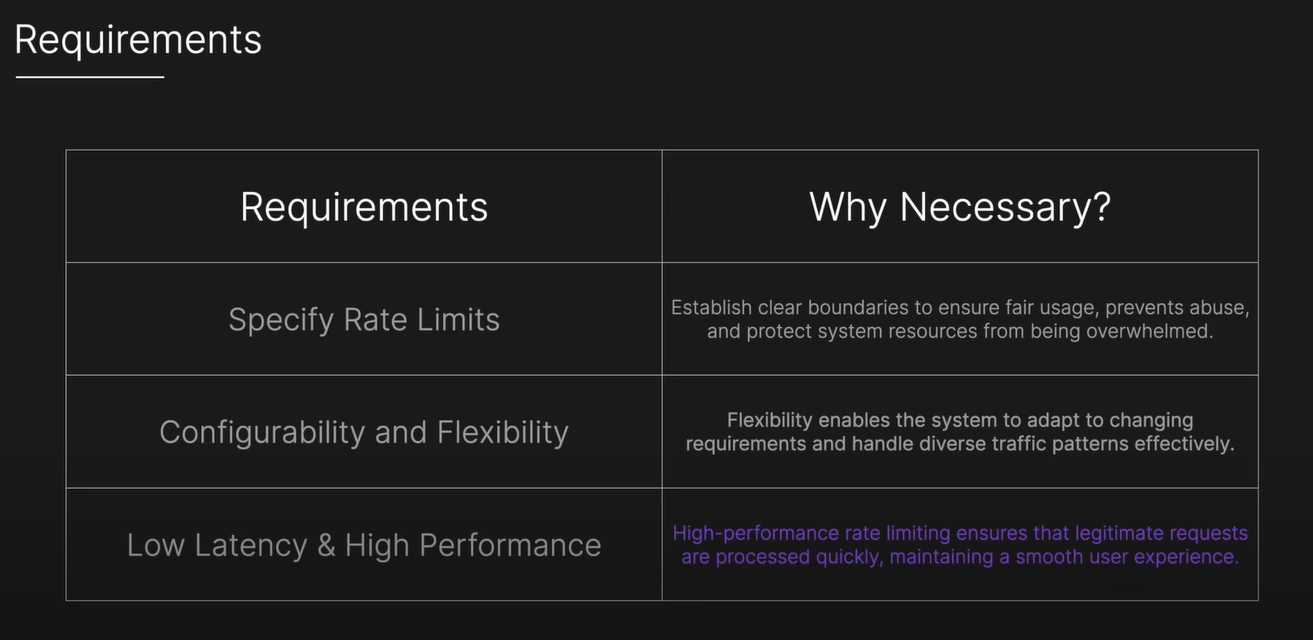 Requirements
Requirements
Why Necessary?
Specify Rate Limits
Establish clear boundaries to ensure fair usage, prevents abuse,
and protect system resources from being overwhelmed.
Configurability and Flexibility
Flexibility enables the system to adapt to changing
requirements and handle diverse traffic patterns effectively.
Low Latency & High Performance
High-performance rate limiting ensures that legitimate requests
are processed quickly, maintaining a smooth user experience.